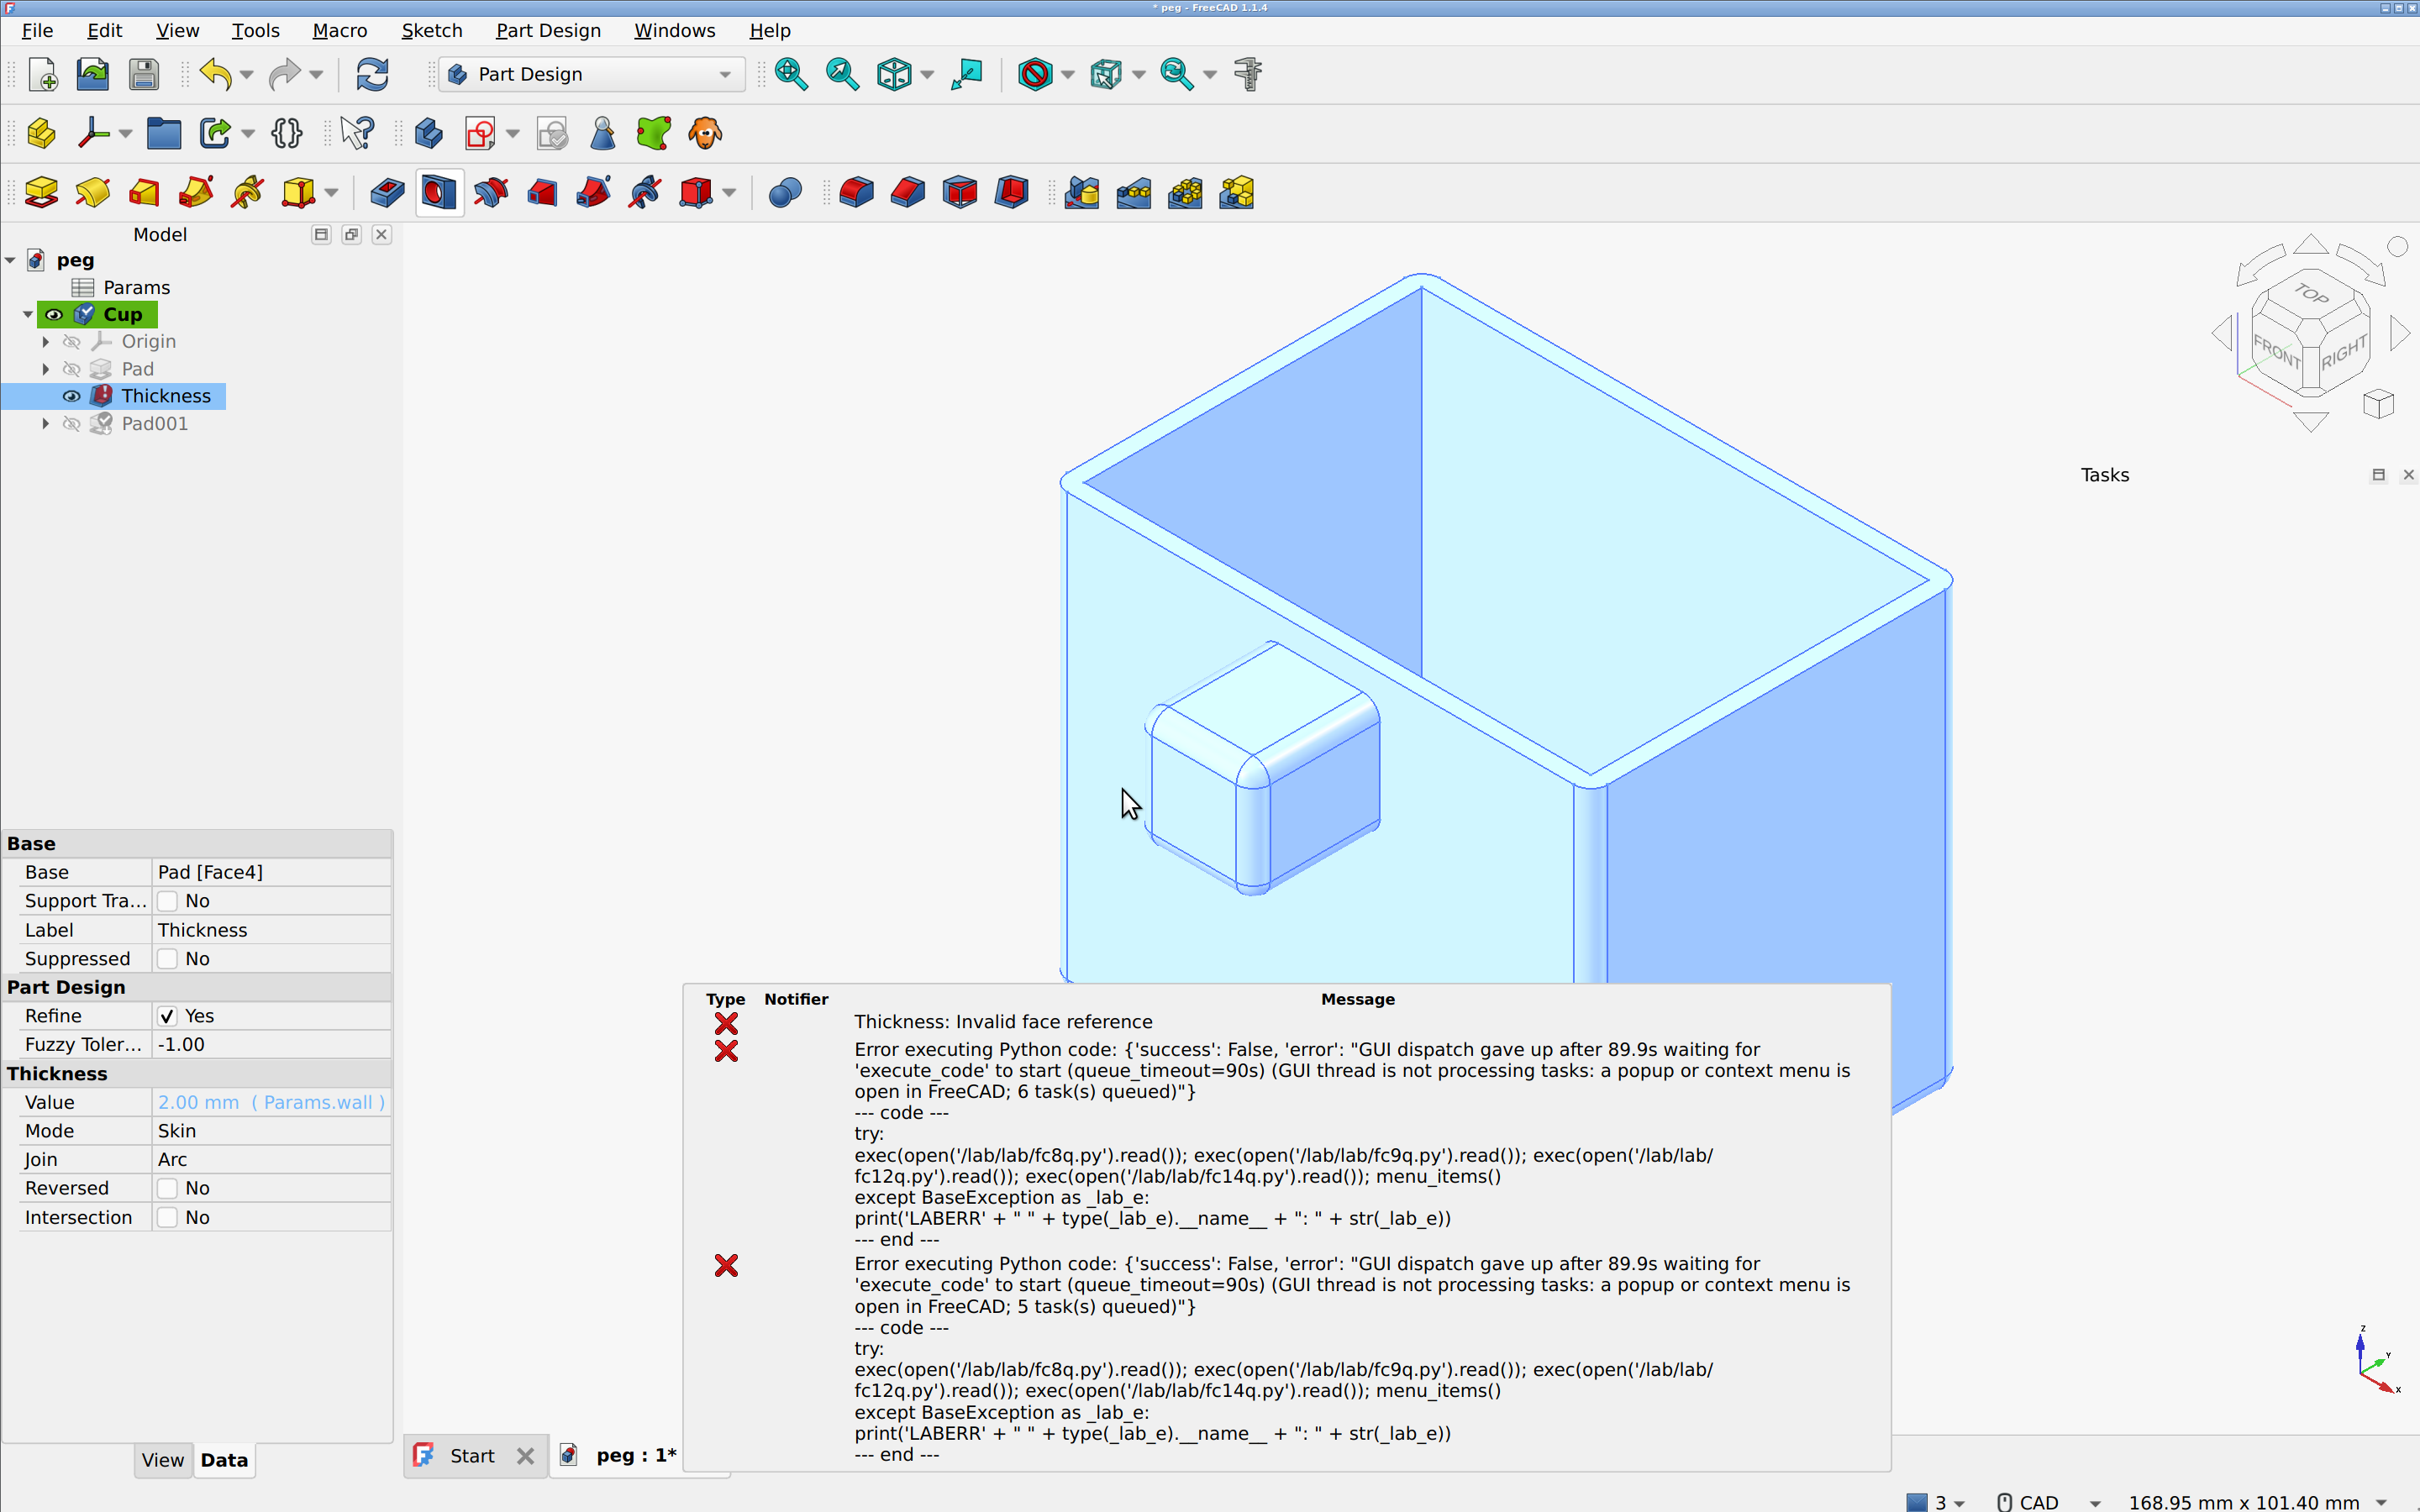 * peg - FreeCAD 1.1.4
File Edit View Tools Macro Sketch Part Design Windows Help
Part Design
Model
peg
Params
Cup
Origin
Pad
Thickness
Pad001
TOP
FRONT
RIGHT
Tasks
Base
Base Pad [Face4]
Support Tra... No
Label Thickness
Suppressed No
Part Design
Refine Yes
Fuzzy Toler... -1.00
Thickness
Value 2.00 mm ( Params.wall )
Mode Skin
Join Arc
Reversed No
Intersection No
View Data
Type Notifier Message
Thickness: Invalid face reference
Error executing Python code: {'success': False, 'error': "GUI dispatch gave up after 89.9s waiting for
'execute_code' to start (queue_timeout=90s) (GUI thread is not processing tasks: a popup or context menu is
open in FreeCAD; 6 task(s) queued)"}
--- code ---
try:
exec(open('/lab/lab/fc8q.py').read()); exec(open('/lab/lab/fc9q.py').read()); exec(open('/lab/lab/
fc12q.py').read()); exec(open('/lab/lab/fc14q.py').read()); menu_items()
except BaseException as _lab_e:
print('LABERR' + " " + type(_lab_e).__name__ + ": " + str(_lab_e))
--- end ---
Error executing Python code: {'success': False, 'error': "GUI dispatch gave up after 89.9s waiting for
'execute_code' to start (queue_timeout=90s) (GUI thread is not processing tasks: a popup or context menu is
open in FreeCAD; 5 task(s) queued)"}
--- code ---
try:
exec(open('/lab/lab/fc8q.py').read()); exec(open('/lab/lab/fc9q.py').read()); exec(open('/lab/lab/
fc12q.py').read()); exec(open('/lab/lab/fc14q.py').read()); menu_items()
except BaseException as _lab_e:
print('LABERR' + " " + type(_lab_e).__name__ + ": " + str(_lab_e))
--- end ---
Start
peg : 1*
Z
Y
X
3 CAD 168.95 mm x 101.40 mm